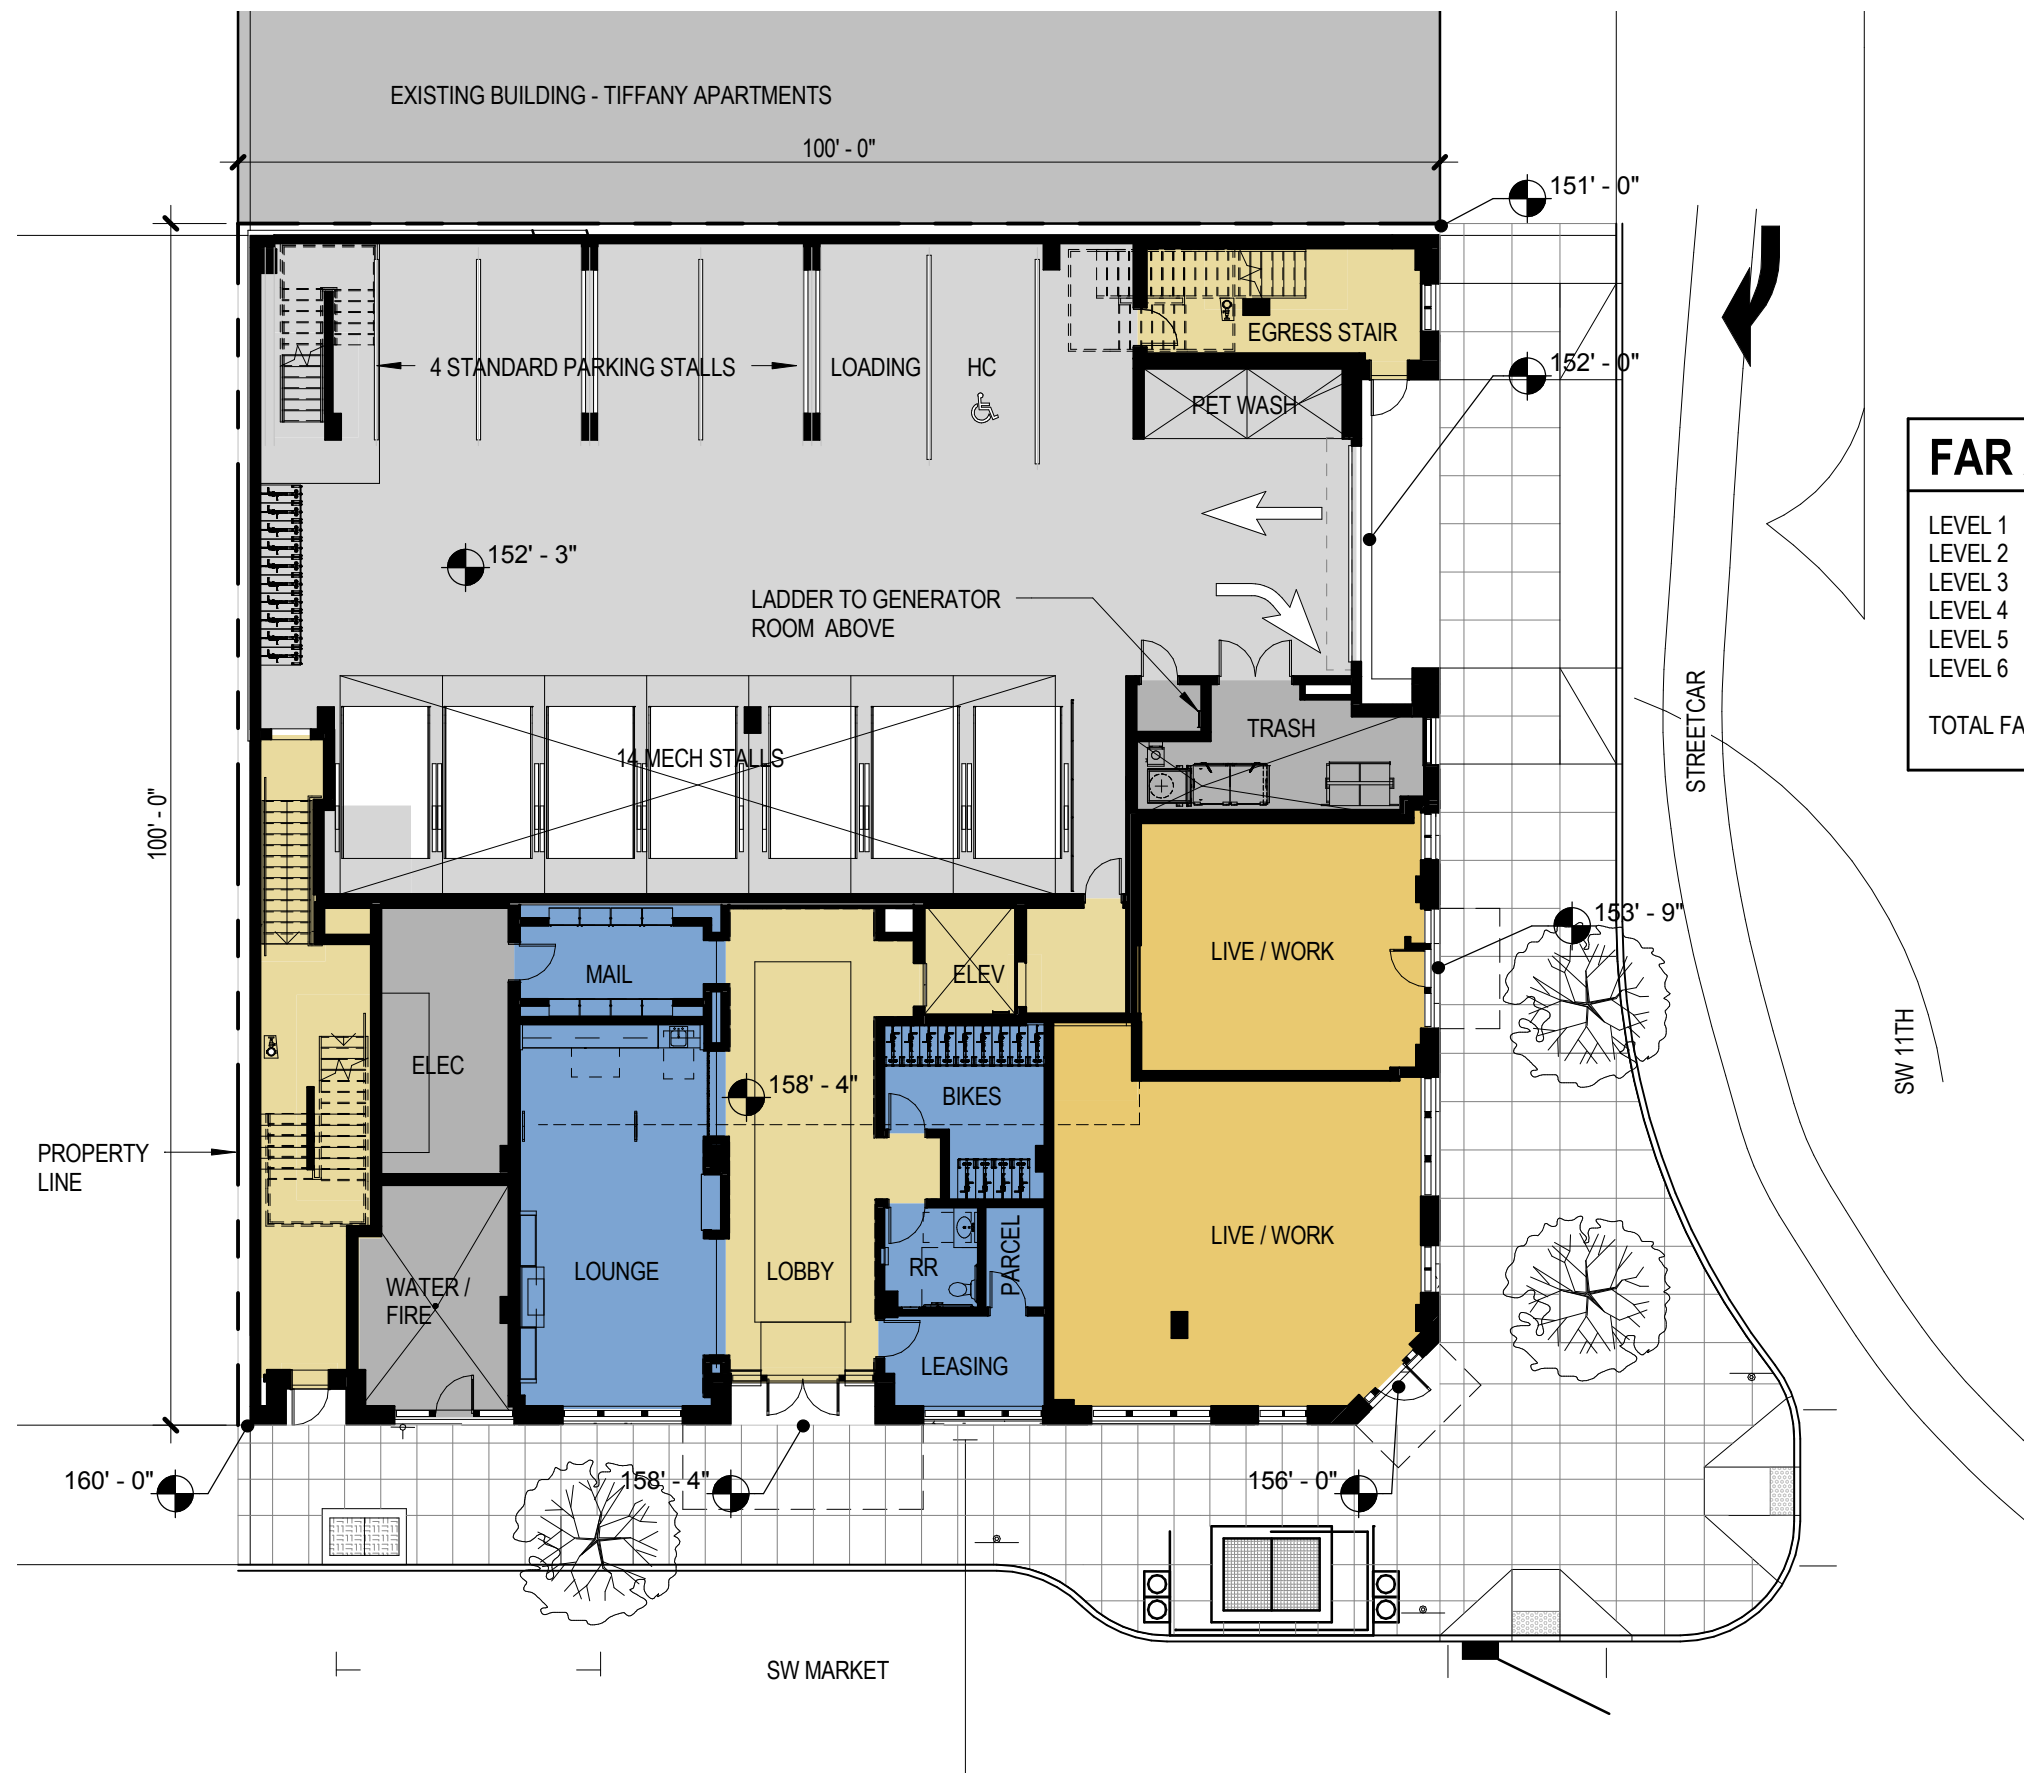 EXISTING BUILDING - TIFFANY APARTMENTS
100' - 0"
151' - 0"
EGRESS STAIR
152' - 0"
4 STANDARD PARKING STALLS
LOADING
HC
PET WASH
FAR
152' - 3"
LADDER TO GENERATOR
ROOM ABOVE
LEVEL 1
LEVEL 2
LEVEL 3
LEVEL 4
LEVEL 5
LEVEL 6
TOTAL FA
STREETCAR
TRASH
14 MECH STALLS
100' - 0"
153' - 9"
LIVE / WORK
MAIL
ELEV
ELEC
158' - 4"
BIKES
SW 11TH
PROPERTY
LINE
LIVE / WORK
PARCEL
RR
LOUNGE
LOBBY
WATER /
FIRE
LEASING
160' - 0"
158' - 4"
156' - 0"
SW MARKET